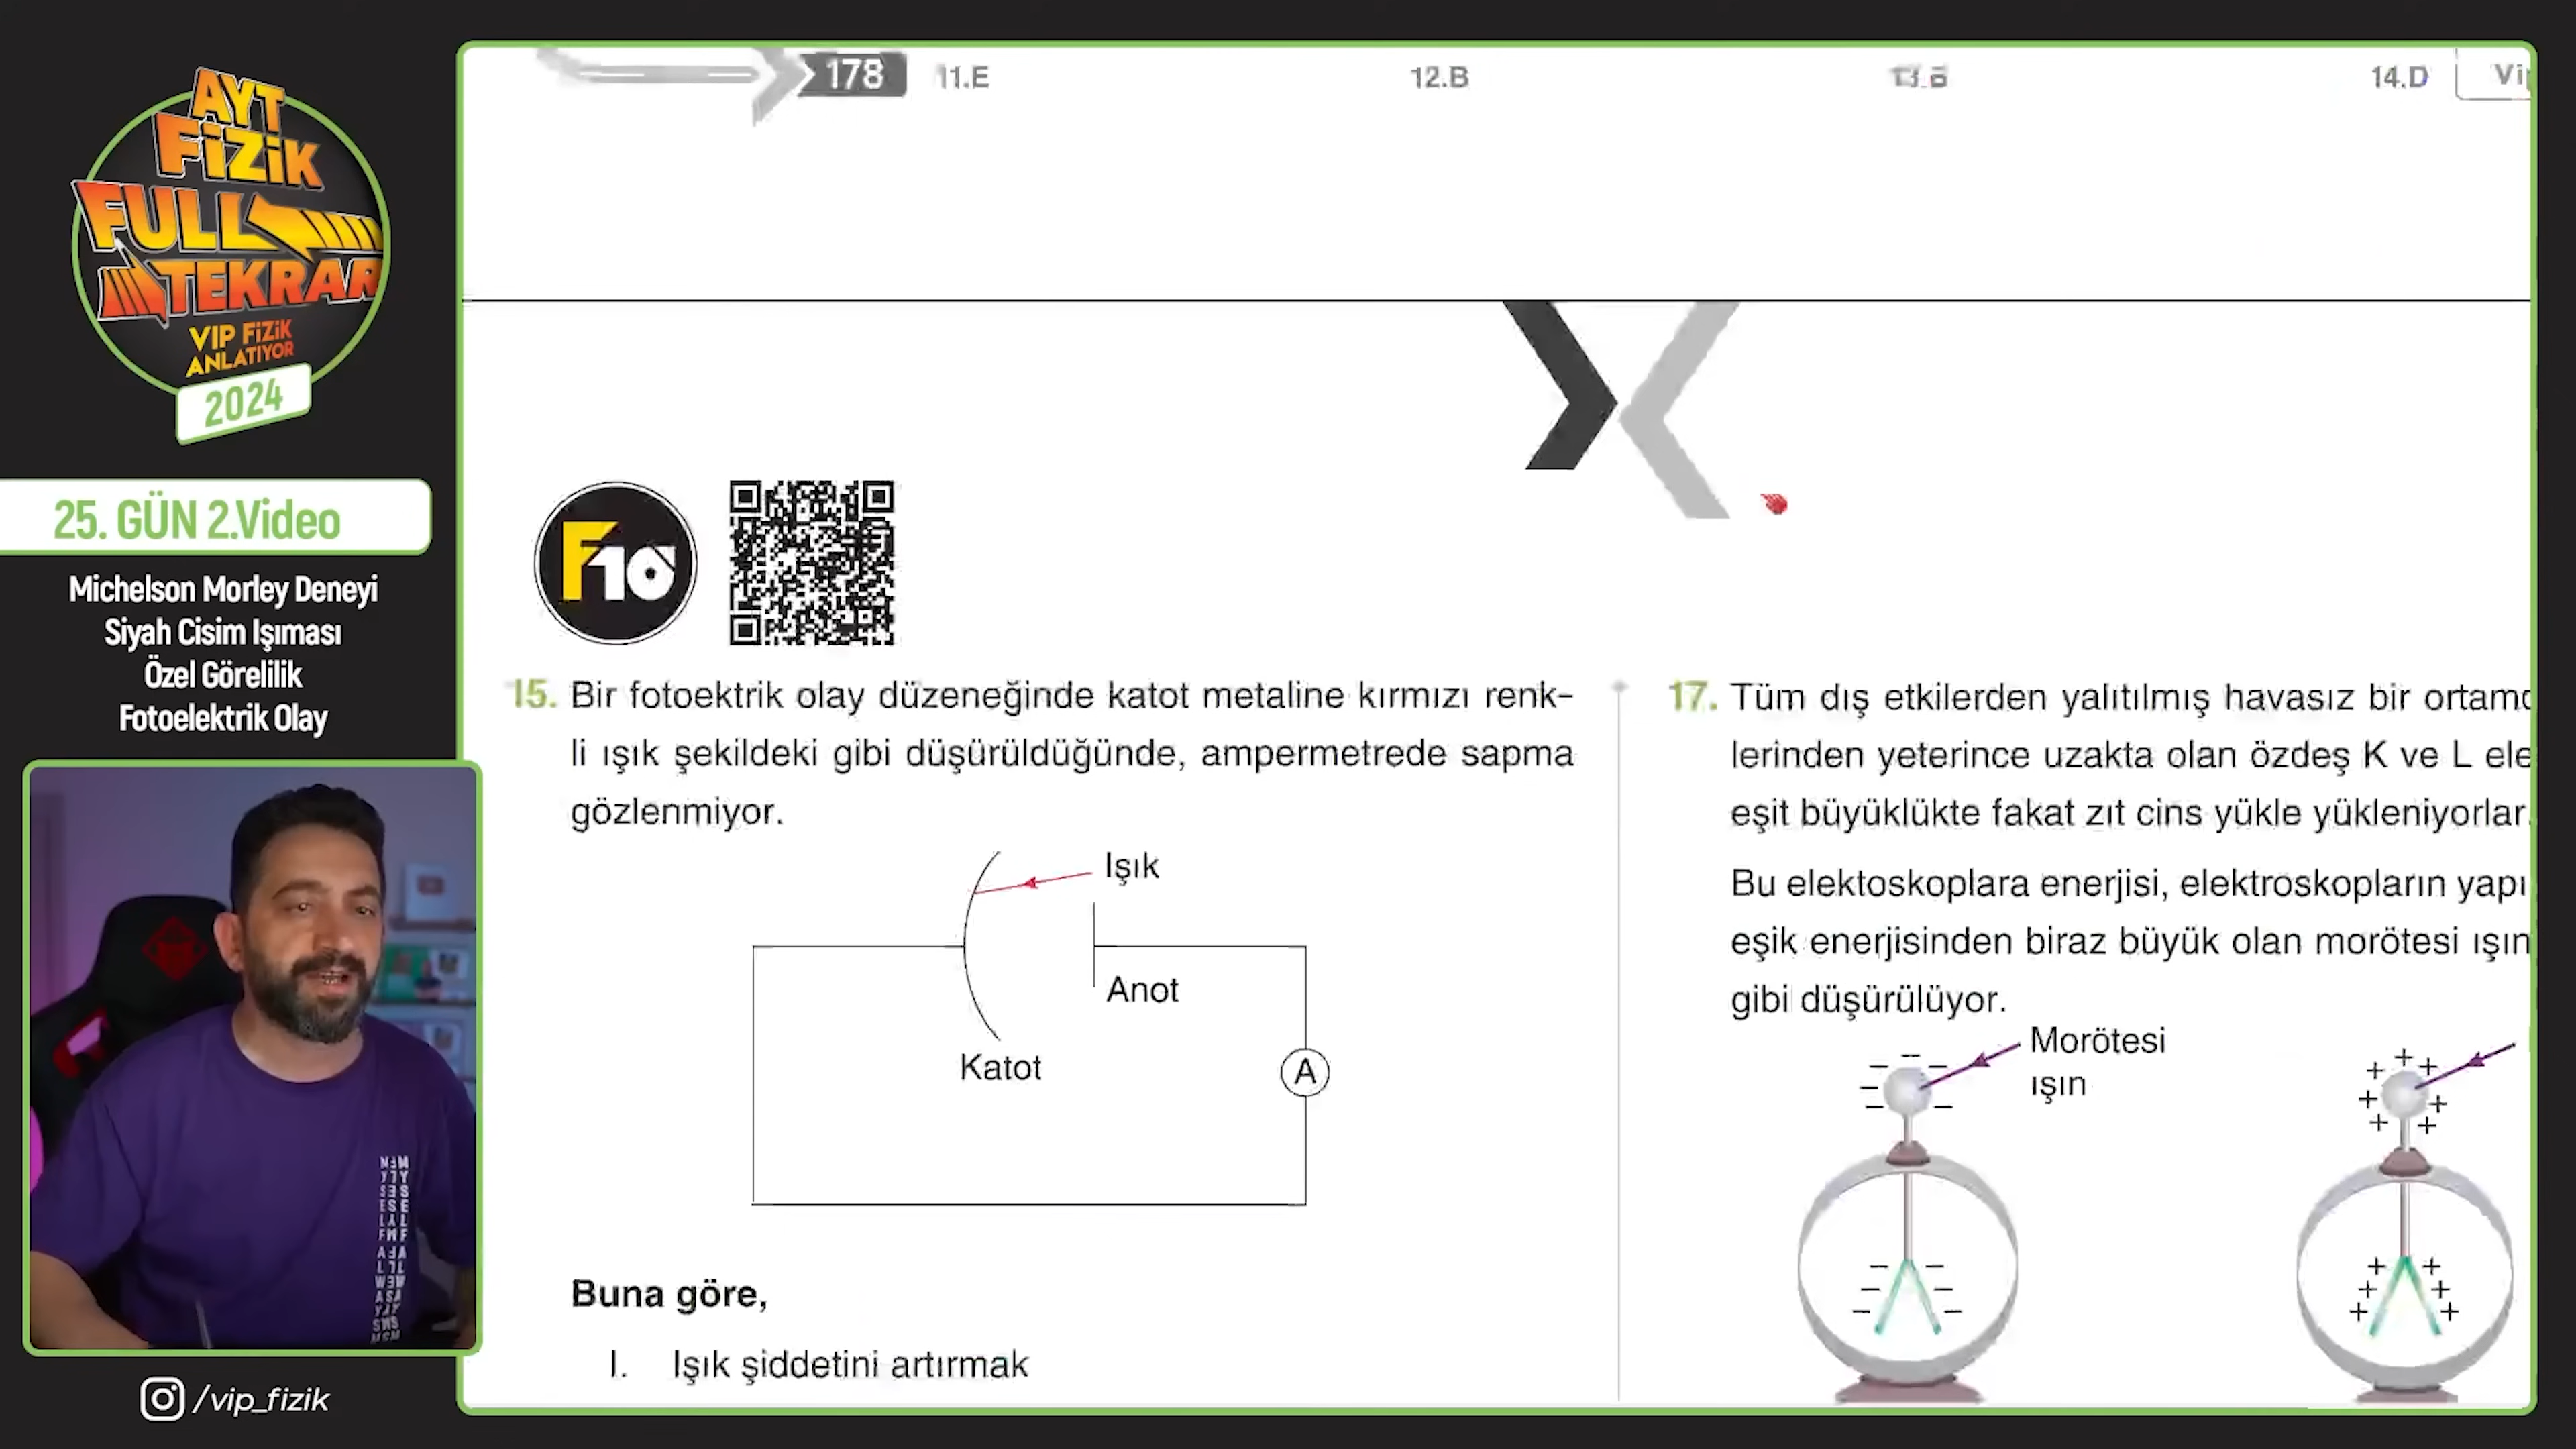 AYT
FİZİK
FULL
TEKRAR
VIP FİZİK
ANLATIYOR
2024
25. GÜN 2.Video
Michelson Morley Deneyi
Siyah Cisim Işıması
Özel Görelilik
Fotoelektrik Olay
/vip_fizik
178 11.E 12.B 14.D
F10
15. Bir fotoektrik olay düzeneğinde katot metaline kırmızı renk-
li ışık şekildeki gibi düşürüldüğünde, ampermetrede sapma
gözlenmiyor.
Işık
Anot
Katot
A
Buna göre,
I. Işık şiddetini artırmak
17. Tüm dış etkilerden yalıtılmış havasız bir
lerinden yeterince uzakta olan özdeş K ve L
eşit büyüklükte fakat zıt cins yükle yükleniyorlar.
Bu elektoskoplara enerjisi, elektroskopların
eşik enerjisinden biraz büyük olan morötesi
gibi düşürülüyor.
Morötesi
ışın